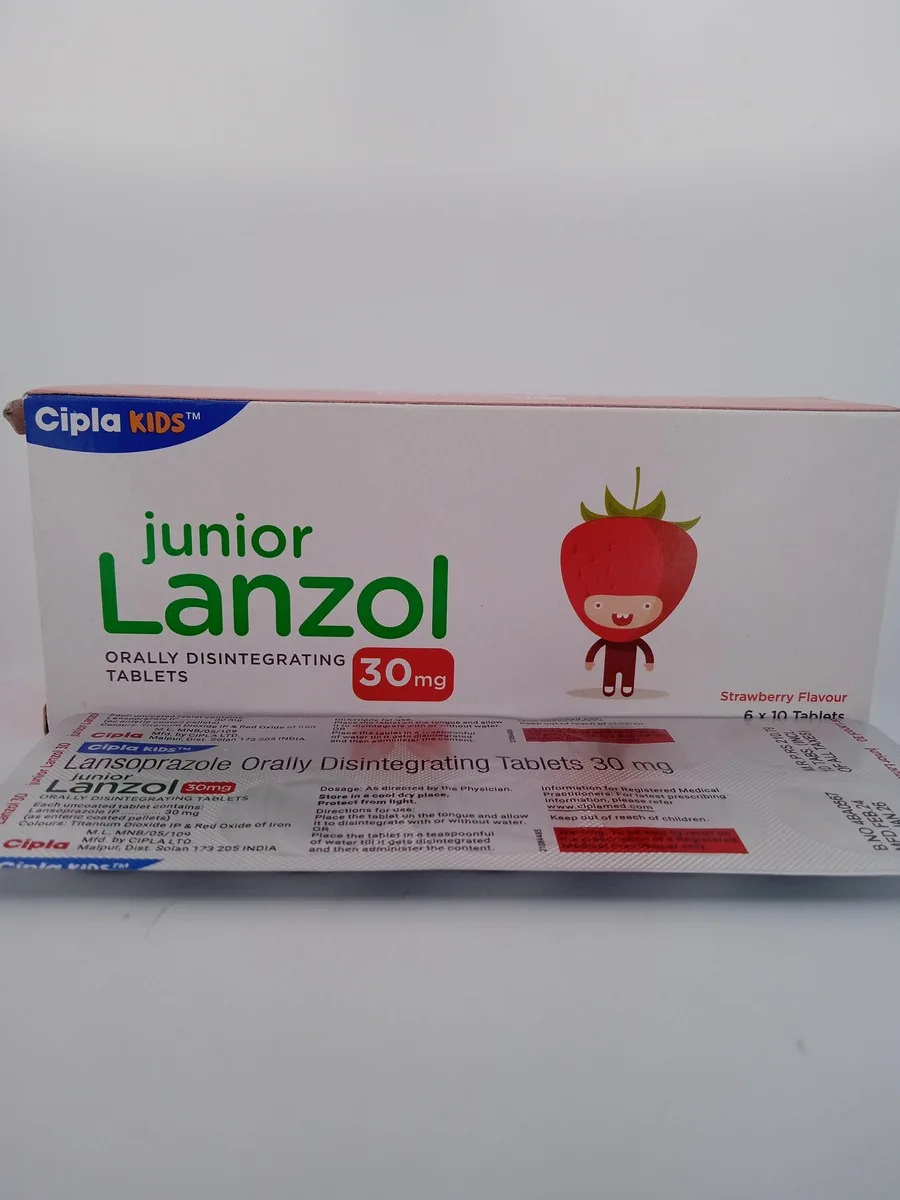 Cipla KIDS™
junior
Lanzol
ORALLY DISINTEGRATING
TABLETS
30mg
Strawberry Flavour
6 x 10 Tablets
Cipla
Cipla KIDS™
Lansoprazole Orally Disintegrating Tablets 30 mg
junior
Lanzol 30mg
ORALLY DISINTEGRATING TABLETS
Each uncoated tablet contains:
Lansoprazole IP 30 mg
(as enteric coated pellets)
Colours: Titanium Dioxide IP & Red Oxide of Iron
M.L. MNB/05/109
Mfd. by CIPLA LTD.
Malpur, Dist. Solan 173 205 INDIA
Cipla
Dosage: As directed by the Physician.
Store in a cool dry place,
Protect from light.
Directions for use:
Place the tablet on the tongue and allow
it to disintegrate with or without water.
OR
Place the tablet in a teaspoonful
of water till it gets disintegrated
and then administer the content.
Information for Registered Medical
Practitioners: For latest prescribing
information, please refer
www.ciplamed.com
Keep out of reach of children.
Cipla KIDS™